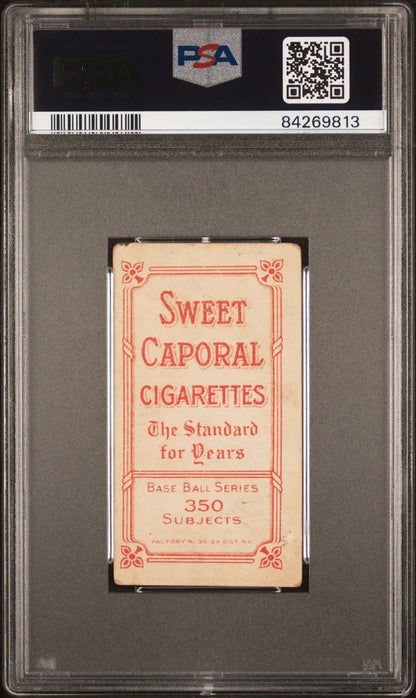 PSA
PSA
84269813
SWEET
CAPORAL
CIGARETTES
The Standard
for Years
BASE BALL SERIES
350
SUBJECTS
FACTORY No. 30, 2d DIST. N.Y.